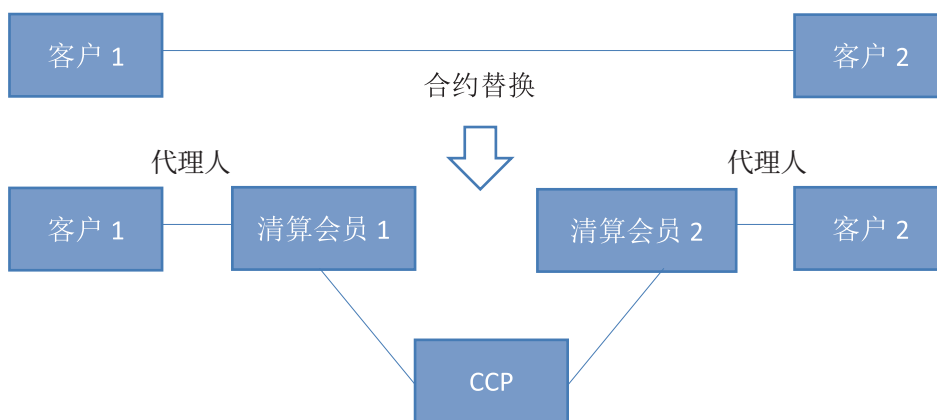 客户 1
客户 2
合约替换
代理人
代理人
客户 1
清算会员 1
清算会员 2
客户 2
CCP